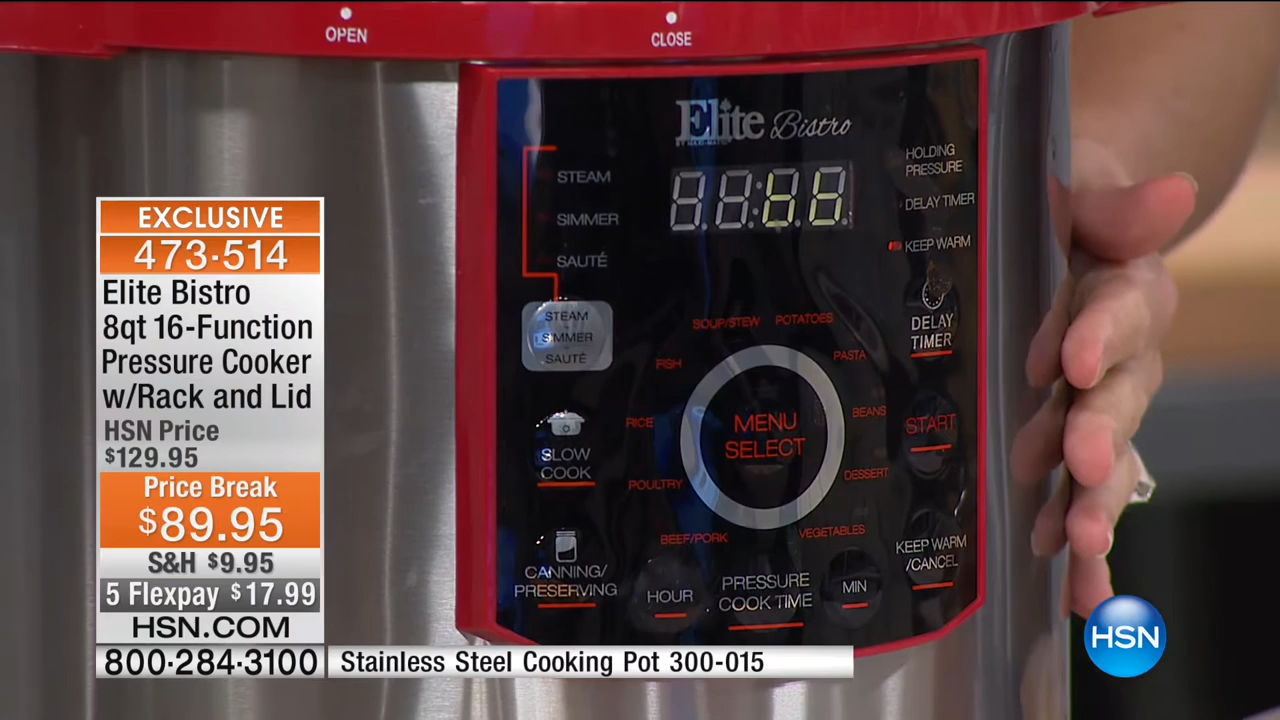 OPEN
CLOSE
Elite Bistro
HOLDING
PRESSURE
DELAY TIMER
KEEP WARM
STEAM
SIMMER
SAUTÉ
STEAM
SIMMER
SAUTÉ
DELAY
TIMER
SOUP/STEW
POTATOES
FISH
PASTA
RICE
BEANS
POULTRY
DESSERT
BEEF/PORK
VEGETABLES
MENU
SELECT
START
SLOW
COOK
CANNING/
PRESERVING
HOUR
PRESSURE
COOK TIME
MIN
KEEP WARM
/CANCEL
EXCLUSIVE
473·514
Elite Bistro
8qt 16-Function
Pressure Cooker
w/Rack and Lid
HSN Price
$129.95
Price Break
$89.95
S&H $9.95
5 Flexpay $17.99
HSN.COM
800·284·3100
Stainless Steel Cooking Pot 300-015
HSN